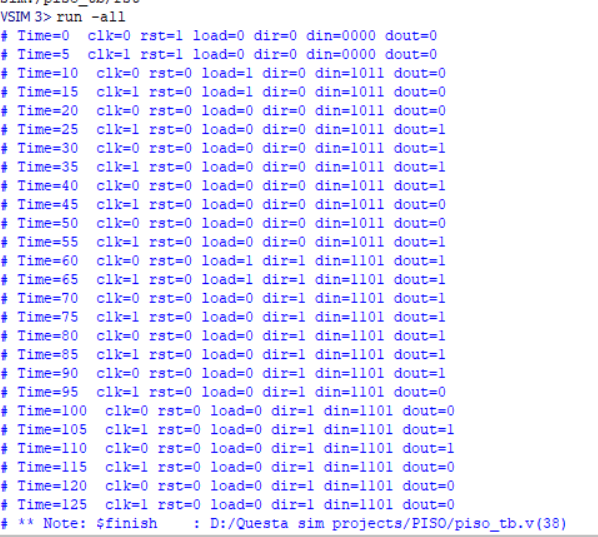 sim:/piso_tb/rst
VSIM 3> run -all
# Time=0  clk=0 rst=1 load=0 dir=0 din=0000 dout=0
# Time=5  clk=1 rst=1 load=0 dir=0 din=0000 dout=0
# Time=10  clk=0 rst=0 load=1 dir=0 din=1011 dout=0
# Time=15  clk=1 rst=0 load=1 dir=0 din=1011 dout=0
# Time=20  clk=0 rst=0 load=0 dir=0 din=1011 dout=0
# Time=25  clk=1 rst=0 load=0 dir=0 din=1011 dout=1
# Time=30  clk=0 rst=0 load=0 dir=0 din=1011 dout=1
# Time=35  clk=1 rst=0 load=0 dir=0 din=1011 dout=1
# Time=40  clk=0 rst=0 load=0 dir=0 din=1011 dout=1
# Time=45  clk=1 rst=0 load=0 dir=0 din=1011 dout=0
# Time=50  clk=0 rst=0 load=0 dir=0 din=1011 dout=0
# Time=55  clk=1 rst=0 load=0 dir=0 din=1011 dout=1
# Time=60  clk=0 rst=0 load=1 dir=1 din=1101 dout=1
# Time=65  clk=1 rst=0 load=1 dir=1 din=1101 dout=1
# Time=70  clk=0 rst=0 load=0 dir=1 din=1101 dout=1
# Time=75  clk=1 rst=0 load=0 dir=1 din=1101 dout=1
# Time=80  clk=0 rst=0 load=0 dir=1 din=1101 dout=1
# Time=85  clk=1 rst=0 load=0 dir=1 din=1101 dout=1
# Time=90  clk=0 rst=0 load=0 dir=1 din=1101 dout=1
# Time=95  clk=1 rst=0 load=0 dir=1 din=1101 dout=0
# Time=100  clk=0 rst=0 load=0 dir=1 din=1101 dout=0
# Time=105  clk=1 rst=0 load=0 dir=1 din=1101 dout=1
# Time=110  clk=0 rst=0 load=0 dir=1 din=1101 dout=1
# Time=115  clk=1 rst=0 load=0 dir=1 din=1101 dout=0
# Time=120  clk=0 rst=0 load=0 dir=1 din=1101 dout=0
# Time=125  clk=1 rst=0 load=0 dir=1 din=1101 dout=0
# ** Note: $finish    : D:/Questa sim projects/PISO/piso_tb.v(38)